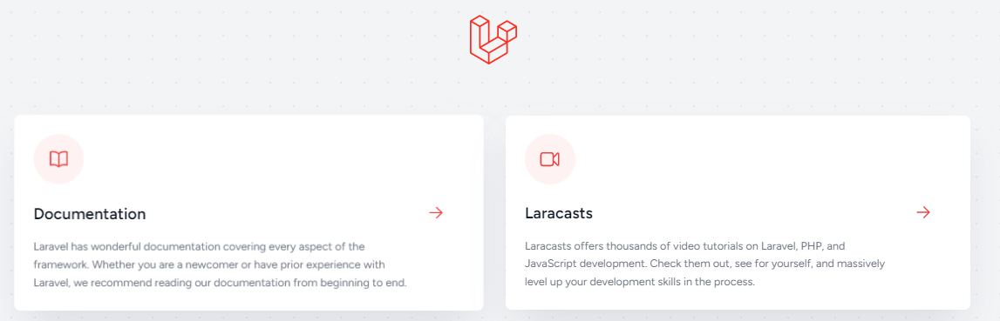 Documentation
Laravel has wonderful documentation covering every aspect of the
framework. Whether you are a newcomer or have prior experience with
Laravel, we recommend reading our documentation from beginning to end.
Laracasts
Laracasts offers thousands of video tutorials on Laravel, PHP, and
JavaScript development. Check them out, see for yourself, and massively
level up your development skills in the process.